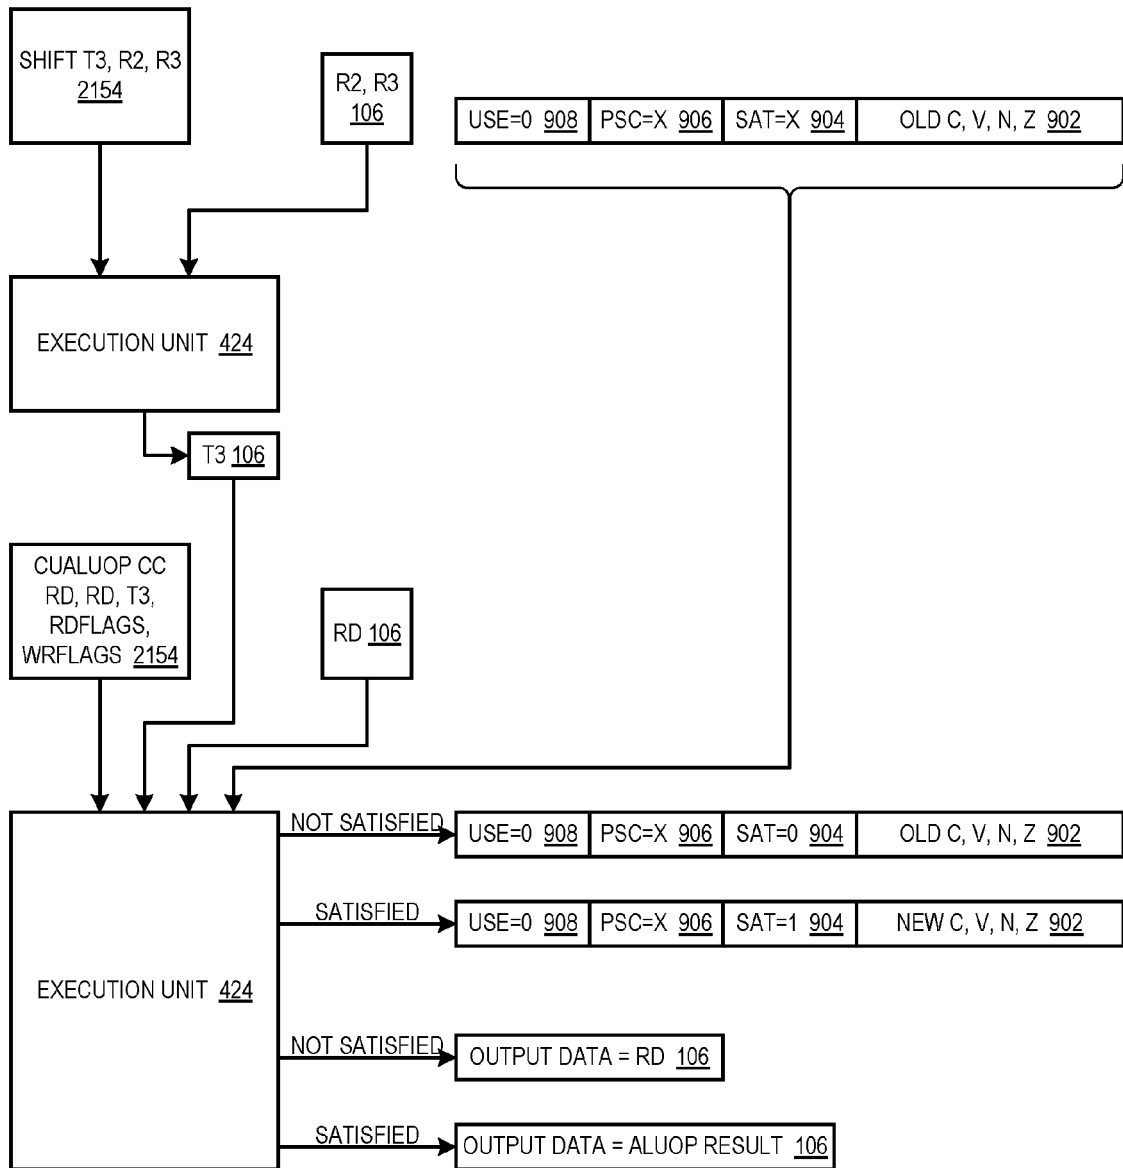 SHIFT T3, R2, R3
2154
R2, R3
106
USE=0 908 PSC=X 906 SAT=X 904 OLD C, V, N, Z 902
EXECUTION UNIT 424
T3 106
CUALUOP CC
RD, RD, T3,
RDFLAGS,
WRFLAGS 2154
RD 106
NOT SATISFIED
USE=0 908 PSC=X 906 SAT=0 904 OLD C, V, N, Z 902
SATISFIED
USE=0 908 PSC=X 906 SAT=1 904 NEW C, V, N, Z 902
EXECUTION UNIT 424
NOT SATISFIED
OUTPUT DATA = RD 106
SATISFIED
OUTPUT DATA = ALUOP RESULT 106